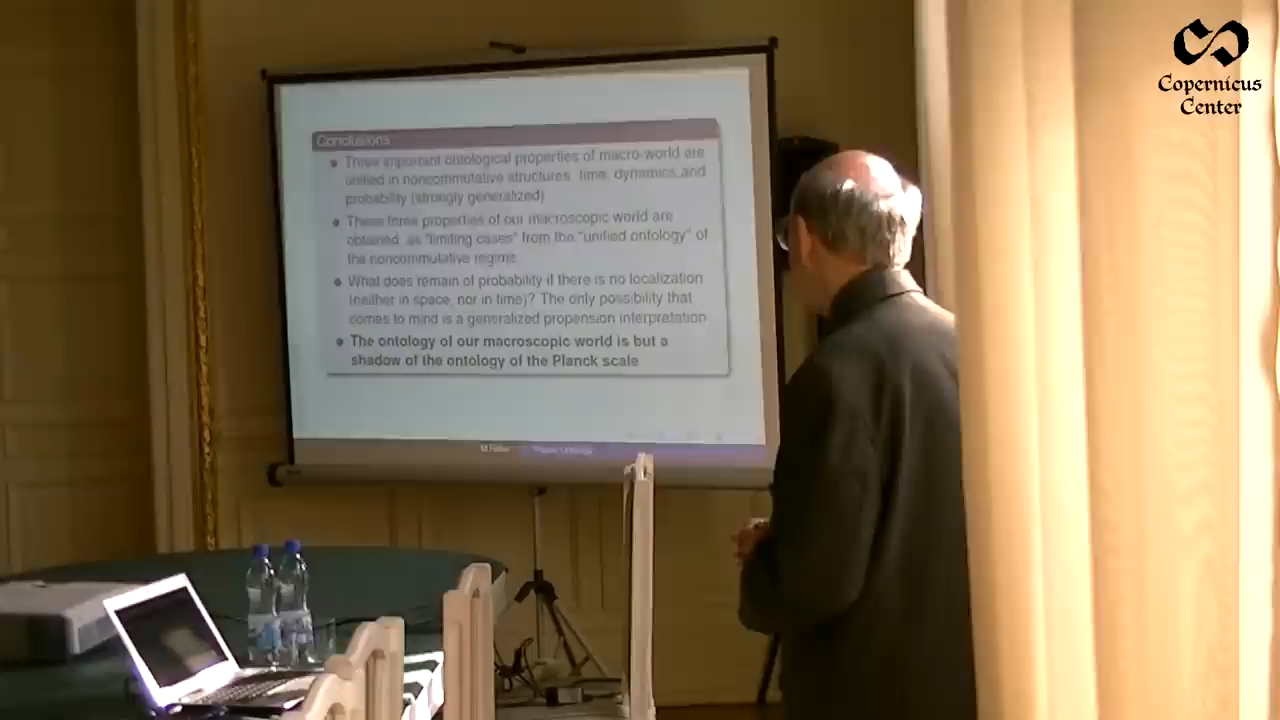 Copernicus
Center
Conclusions
Three important ontological properties of macro-world are
unified in noncommutative structures: time, dynamics and
probability (strongly generalized)
These three properties of our macroscopic world are
obtained, as "limiting cases" from the "unified ontology" of
the noncommutative regime.
What does remain of probability if there is no localization
(neither in space, nor in time)? The only possibility that
comes to mind is a generalized propension interpretation
The ontology of our macroscopic world is but a
shadow of the ontology of the Planck scale
M.Heller